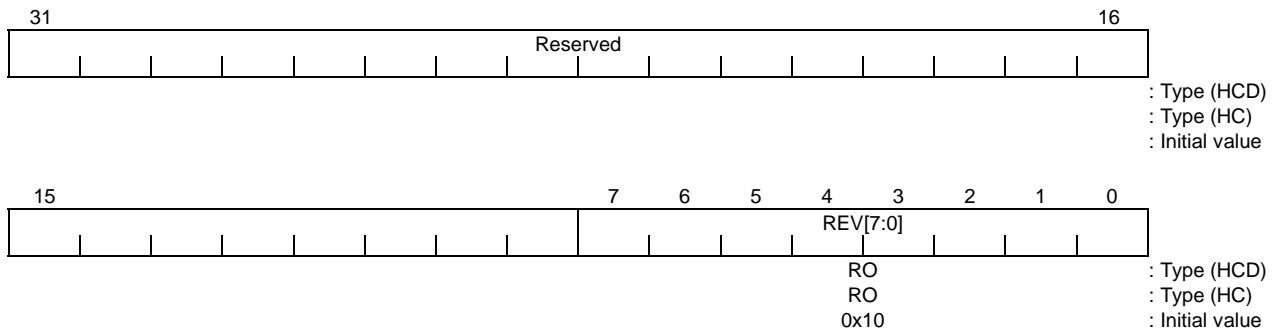 31 16
Reserved
: Type (HCD)
: Type (HC)
: Initial value
15 7 6 5 4 3 2 1 0
REV[7:0]
RO : Type (HCD)
RO : Type (HC)
0x10 : Initial value